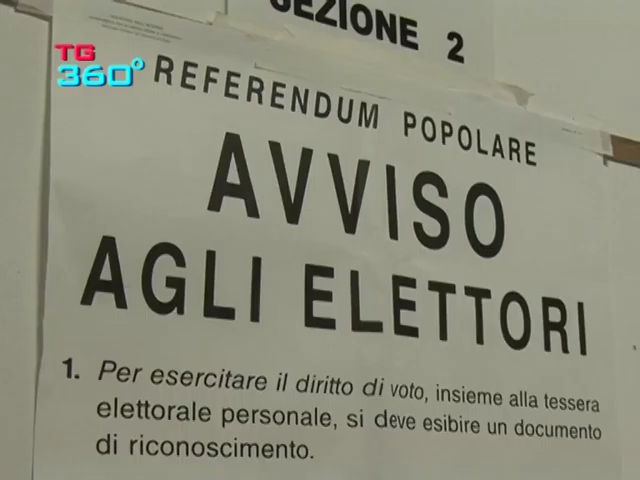 SEZIONE 2
TG
360°
REFERENDUM POPOLARE
AVVISO
AGLI ELETTORI
1. Per esercitare il diritto di voto, insieme alla tessera
elettorale personale, si deve esibire un documento
di riconoscimento.